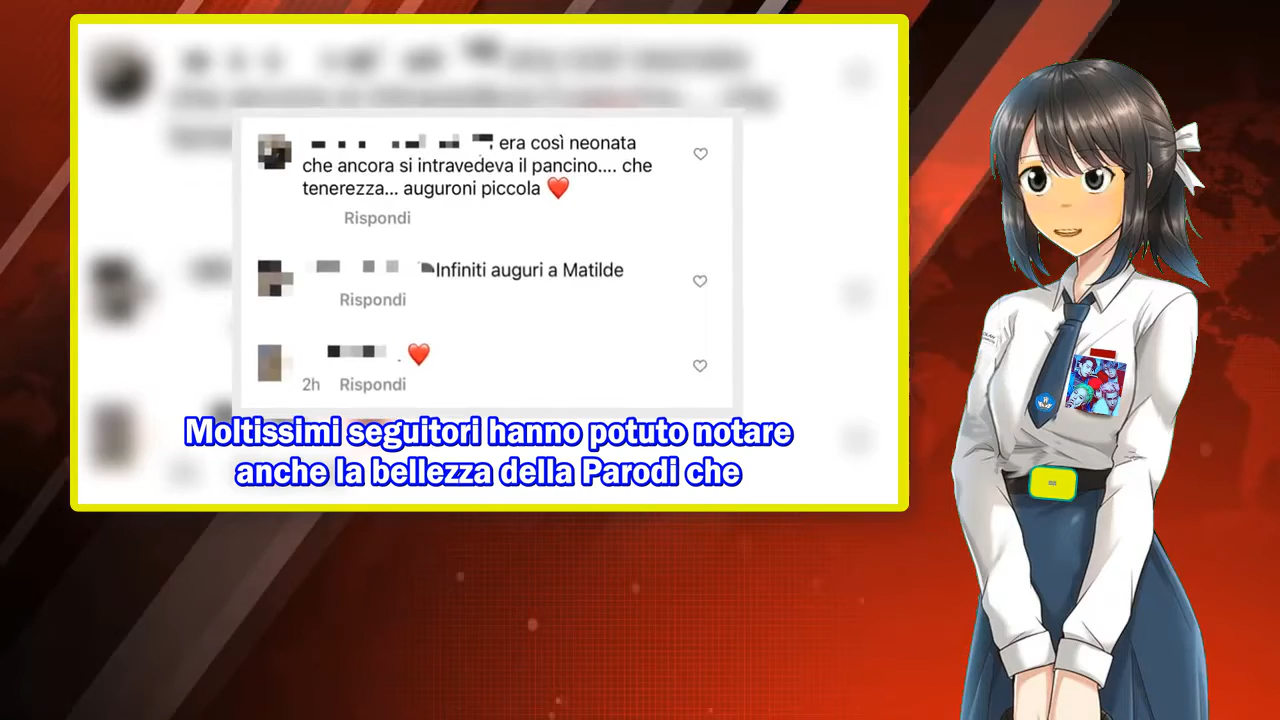 era così neonata
che ancora si intravedeva il pancino.... che
tenerezza... auguroni piccola ❤️
Rispondi
Infiniti auguri a Matilde
Rispondi
. ❤️
2h Rispondi
Moltissimi seguitori hanno potuto notare
anche la bellezza della Parodi che